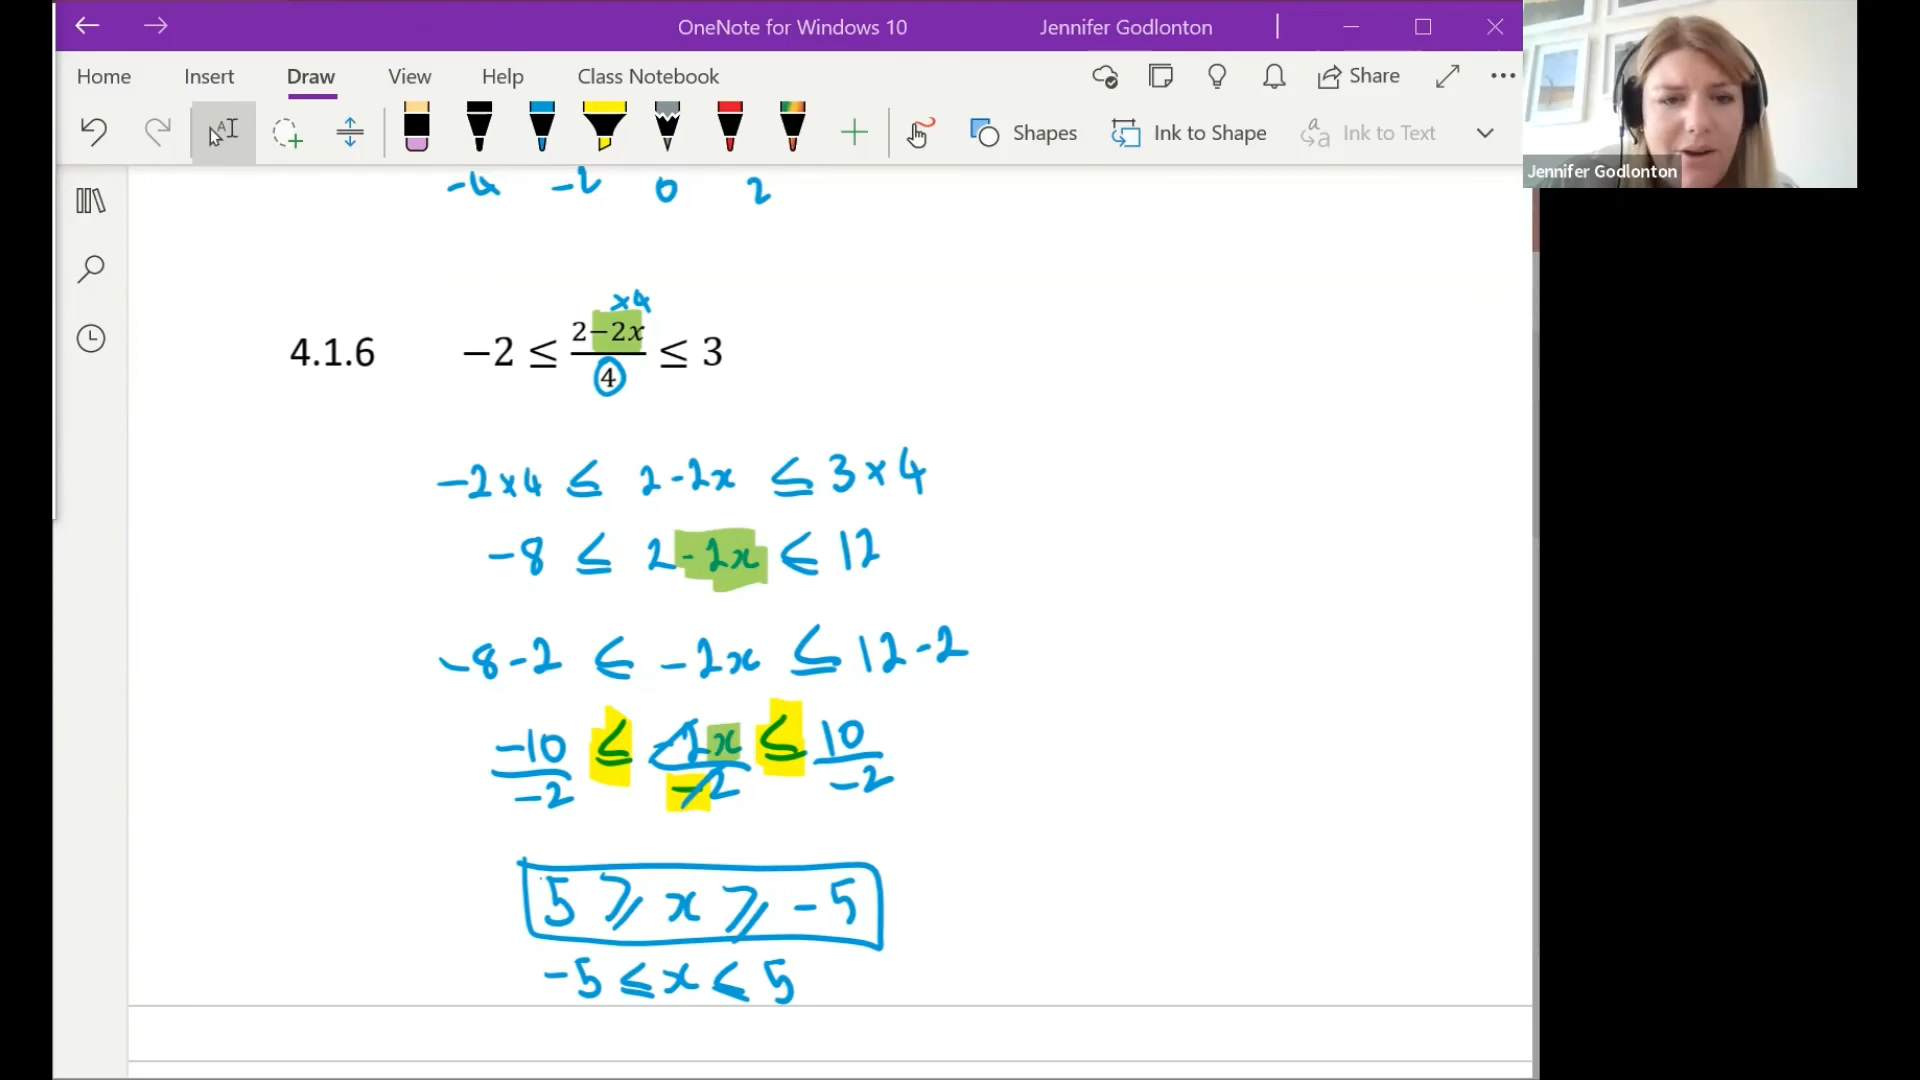 OneNote for Windows 10 Jennifer Godlonton
Home Insert Draw View Help Class Notebook Share
Shapes Ink to Shape Ink to Text
Jennifer Godlonton
-4 -2 0 2
×4
4.1.6 −2 ≤ (2−2x)/4 ≤ 3
-2×4 ≤ 2-2x ≤ 3×4
-8 ≤ 2-2x ≤ 12
-8-2 ≤ -2x ≤ 12-2
-10/-2 ≤ -2x/-2 ≤ 10/-2
5 ⩾ x ⩾ -5
-5 ≤ x ≤ 5